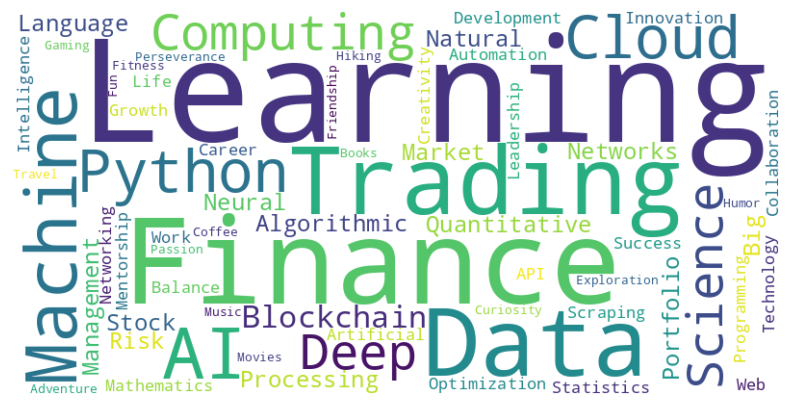 Language
Computing
Development
Innovation
Gaming
Perseverance
Hiking
Natural
Cloud
Intelligence
Fitness
Fun
Life
Automation
Learning
Growth
Friendship
Creativity
Leadership
Machine
Career
Books
Market
Networks
Collaboration
Python
Trading
Travel
Neural
Science
Humor
Mentorship
Networking
Management
Work
Coffee
Algorithmic
Quantitative
Big
Passion
Finance
Success
Technology
Programming
Portfolio
Balance
API
Exploration
Stock
Music
Blockchain
Curiosity
Scraping
Risk
AI
Artificial
Deep
Data
Movies
Adventure
Mathematics
Processing
Optimization
Statistics
Web